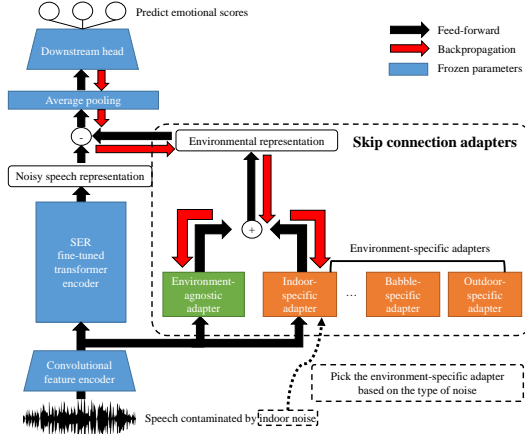 Predict emotional scores
Downstream head
Average pooling
-
Noisy speech representation
SER
fine-tuned
transformer
encoder
Convolutional
feature encoder
Speech contaminated by indoor noise
Feed-forward
Backpropagation
Frozen parameters
Skip connection adapters
Environmental representation
+
Environment-specific adapters
Environment-
agnostic
adapter
Indoor-
specific
adapter
...
Babble-
specific
adapter
Outdoor-
specific
adapter
Pick the environment-specific adapter
based on the type of noise